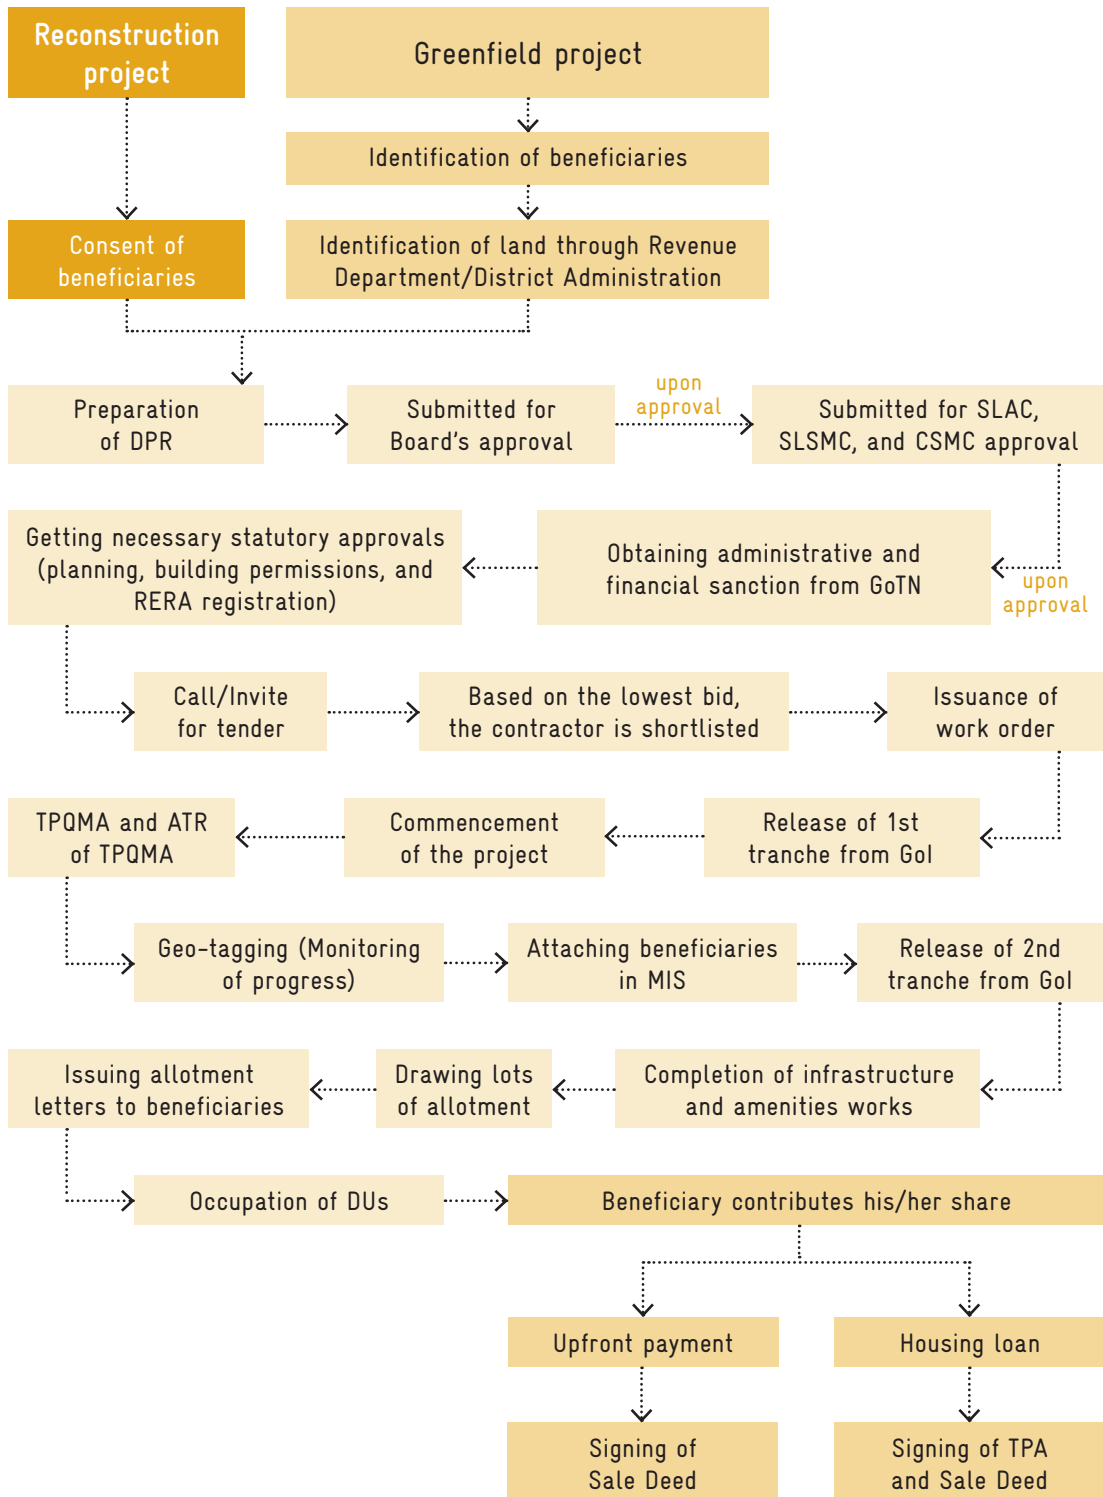 Reconstruction
project
Greenfield project
Identification of beneficiaries
Consent of
beneficiaries
Identification of land through Revenue
Department/District Administration
Preparation
of DPR
Submitted for
Board's approval
upon
approval
Submitted for SLAC,
SLSMC, and CSMC approval
upon
approval
Obtaining administrative and
financial sanction from GoTN
Getting necessary statutory approvals
(planning, building permissions, and
RERA registration)
Call/Invite
for tender
Based on the lowest bid,
the contractor is shortlisted
Issuance of
work order
Release of 1st
tranche from GoI
Commencement
of the project
TPQMA and ATR
of TPQMA
Geo-tagging (Monitoring
of progress)
Attaching beneficiaries
in MIS
Release of 2nd
tranche from GoI
Completion of infrastructure
and amenities works
Drawing lots
of allotment
Issuing allotment
letters to beneficiaries
Occupation of DUs
Beneficiary contributes his/her share
Upfront payment
Housing loan
Signing of
Sale Deed
Signing of TPA
and Sale Deed